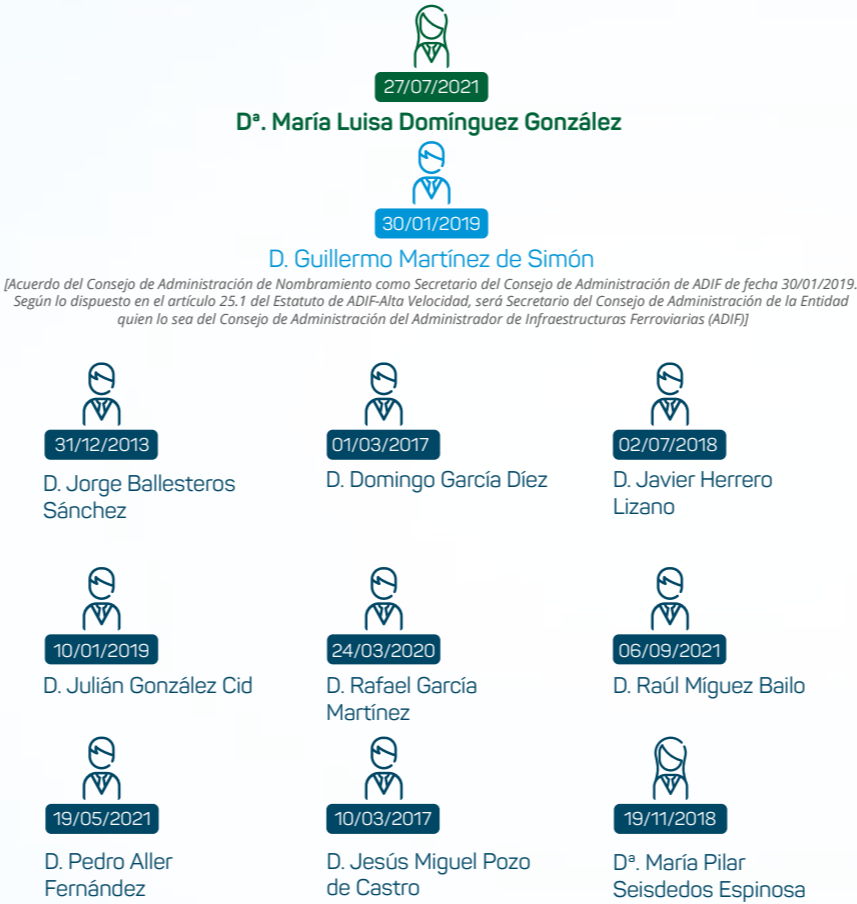 27/07/2021
Dª. María Luisa Domínguez González
30/01/2019
D. Guillermo Martínez de Simón
[Acuerdo del Consejo de Administración de Nombramiento como Secretario del Consejo de Administración de ADIF de fecha 30/01/2019.
Según lo dispuesto en el artículo 25.1 del Estatuto de ADIF-Alta Velocidad, será Secretario del Consejo de Administración de la Entidad
quien lo sea del Consejo de Administración del Administrador de Infraestructuras Ferroviarias (ADIF)]
31/12/2013
D. Jorge Ballesteros
Sánchez
01/03/2017
D. Domingo García Díez
02/07/2018
D. Javier Herrero
Lizano
10/01/2019
D. Julián González Cid
24/03/2020
D. Rafael García
Martínez
06/09/2021
D. Raúl Míguez Bailo
19/05/2021
D. Pedro Aller
Fernández
10/03/2017
D. Jesús Miguel Pozo
de Castro
19/11/2018
Dª. María Pilar
Seisdedos Espinosa